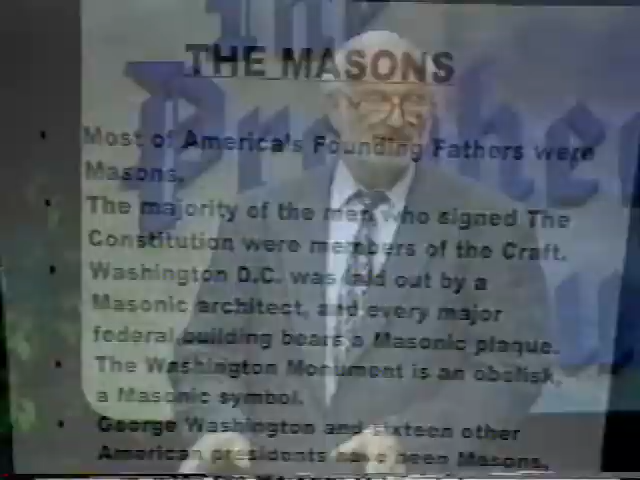 The
Prophecy
THE MASONS
• Most of America's Founding Fathers were
Masons.
• The majority of the men who signed The
Constitution were members of the Craft.
• Washington D.C. was laid out by a
Masonic architect, and every major
federal building bears a Masonic plaque.
• The Washington Monument is an obelisk,
a Masonic symbol.
• George Washington and sixteen other
American presidents have been Masons.